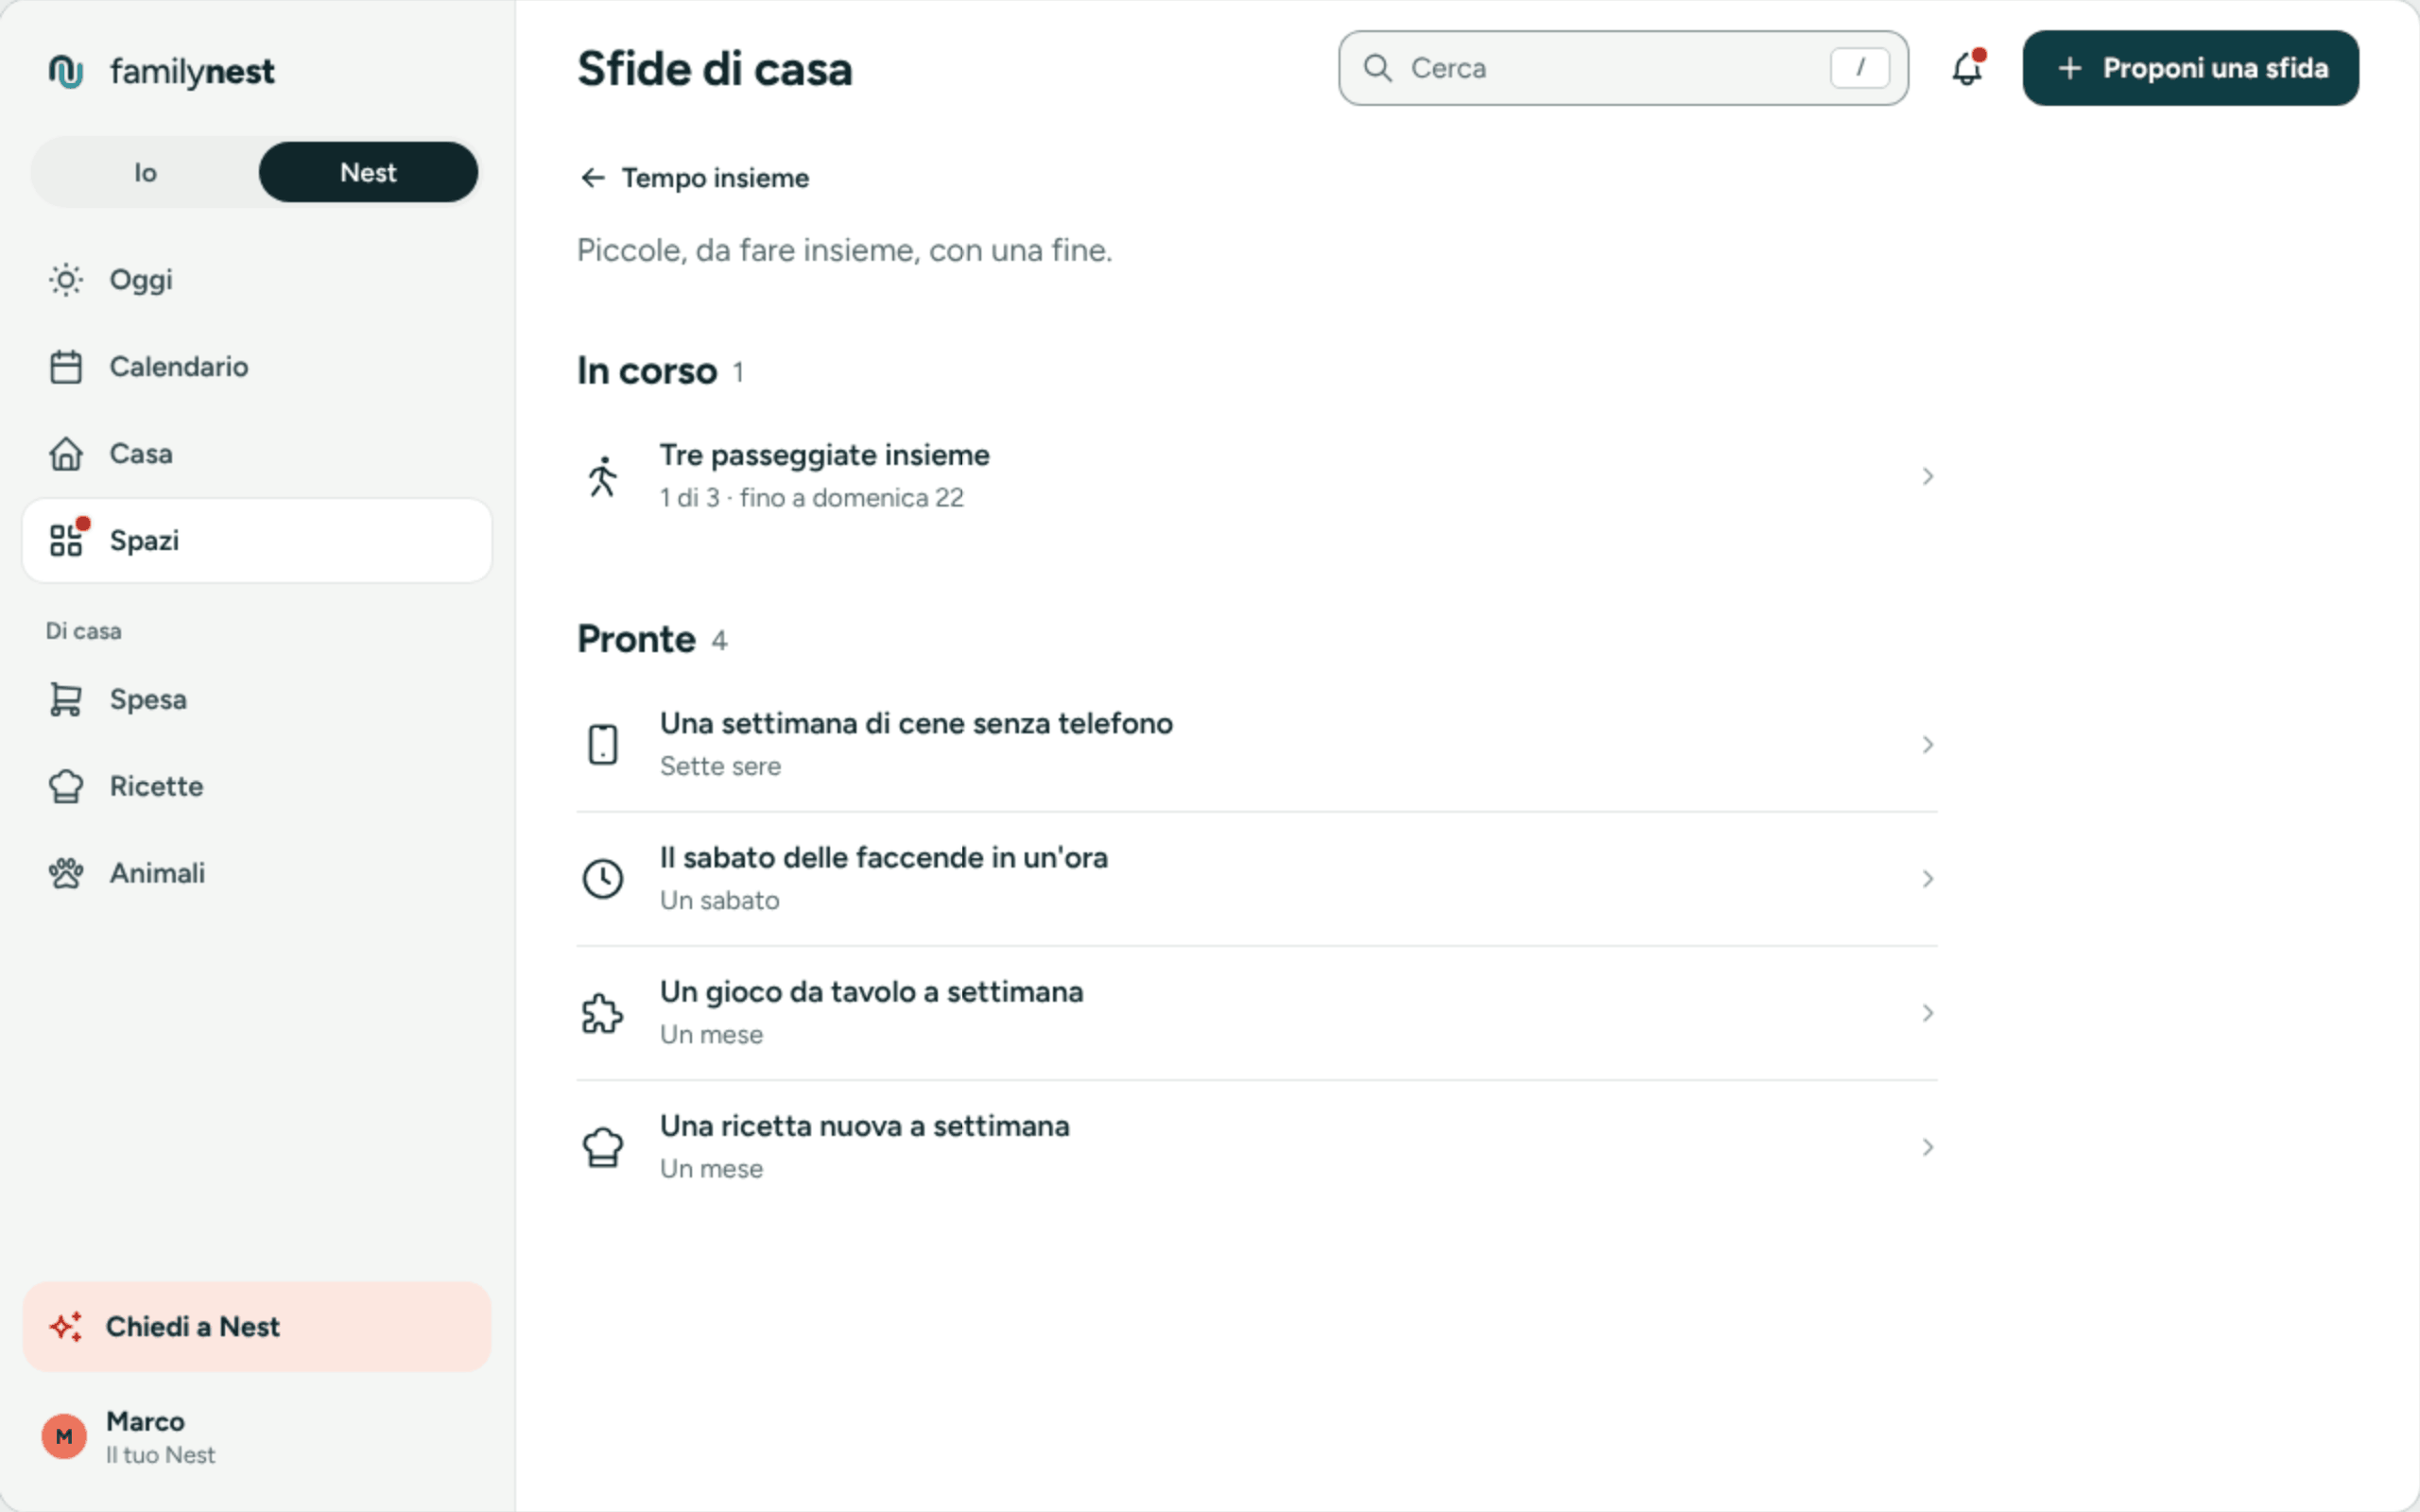 familynest
Io
Nest
Oggi
Calendario
Casa
Spazi
Di casa
Spesa
Ricette
Animali
Chiedi a Nest
M
Marco
Il tuo Nest
Sfide di casa
Cerca
/
+ Proponi una sfida
← Tempo insieme
Piccole, da fare insieme, con una fine.
In corso 1
Tre passeggiate insieme
1 di 3 · fino a domenica 22
Pronte 4
Una settimana di cene senza telefono
Sette sere
Il sabato delle faccende in un'ora
Un sabato
Un gioco da tavolo a settimana
Un mese
Una ricetta nuova a settimana
Un mese